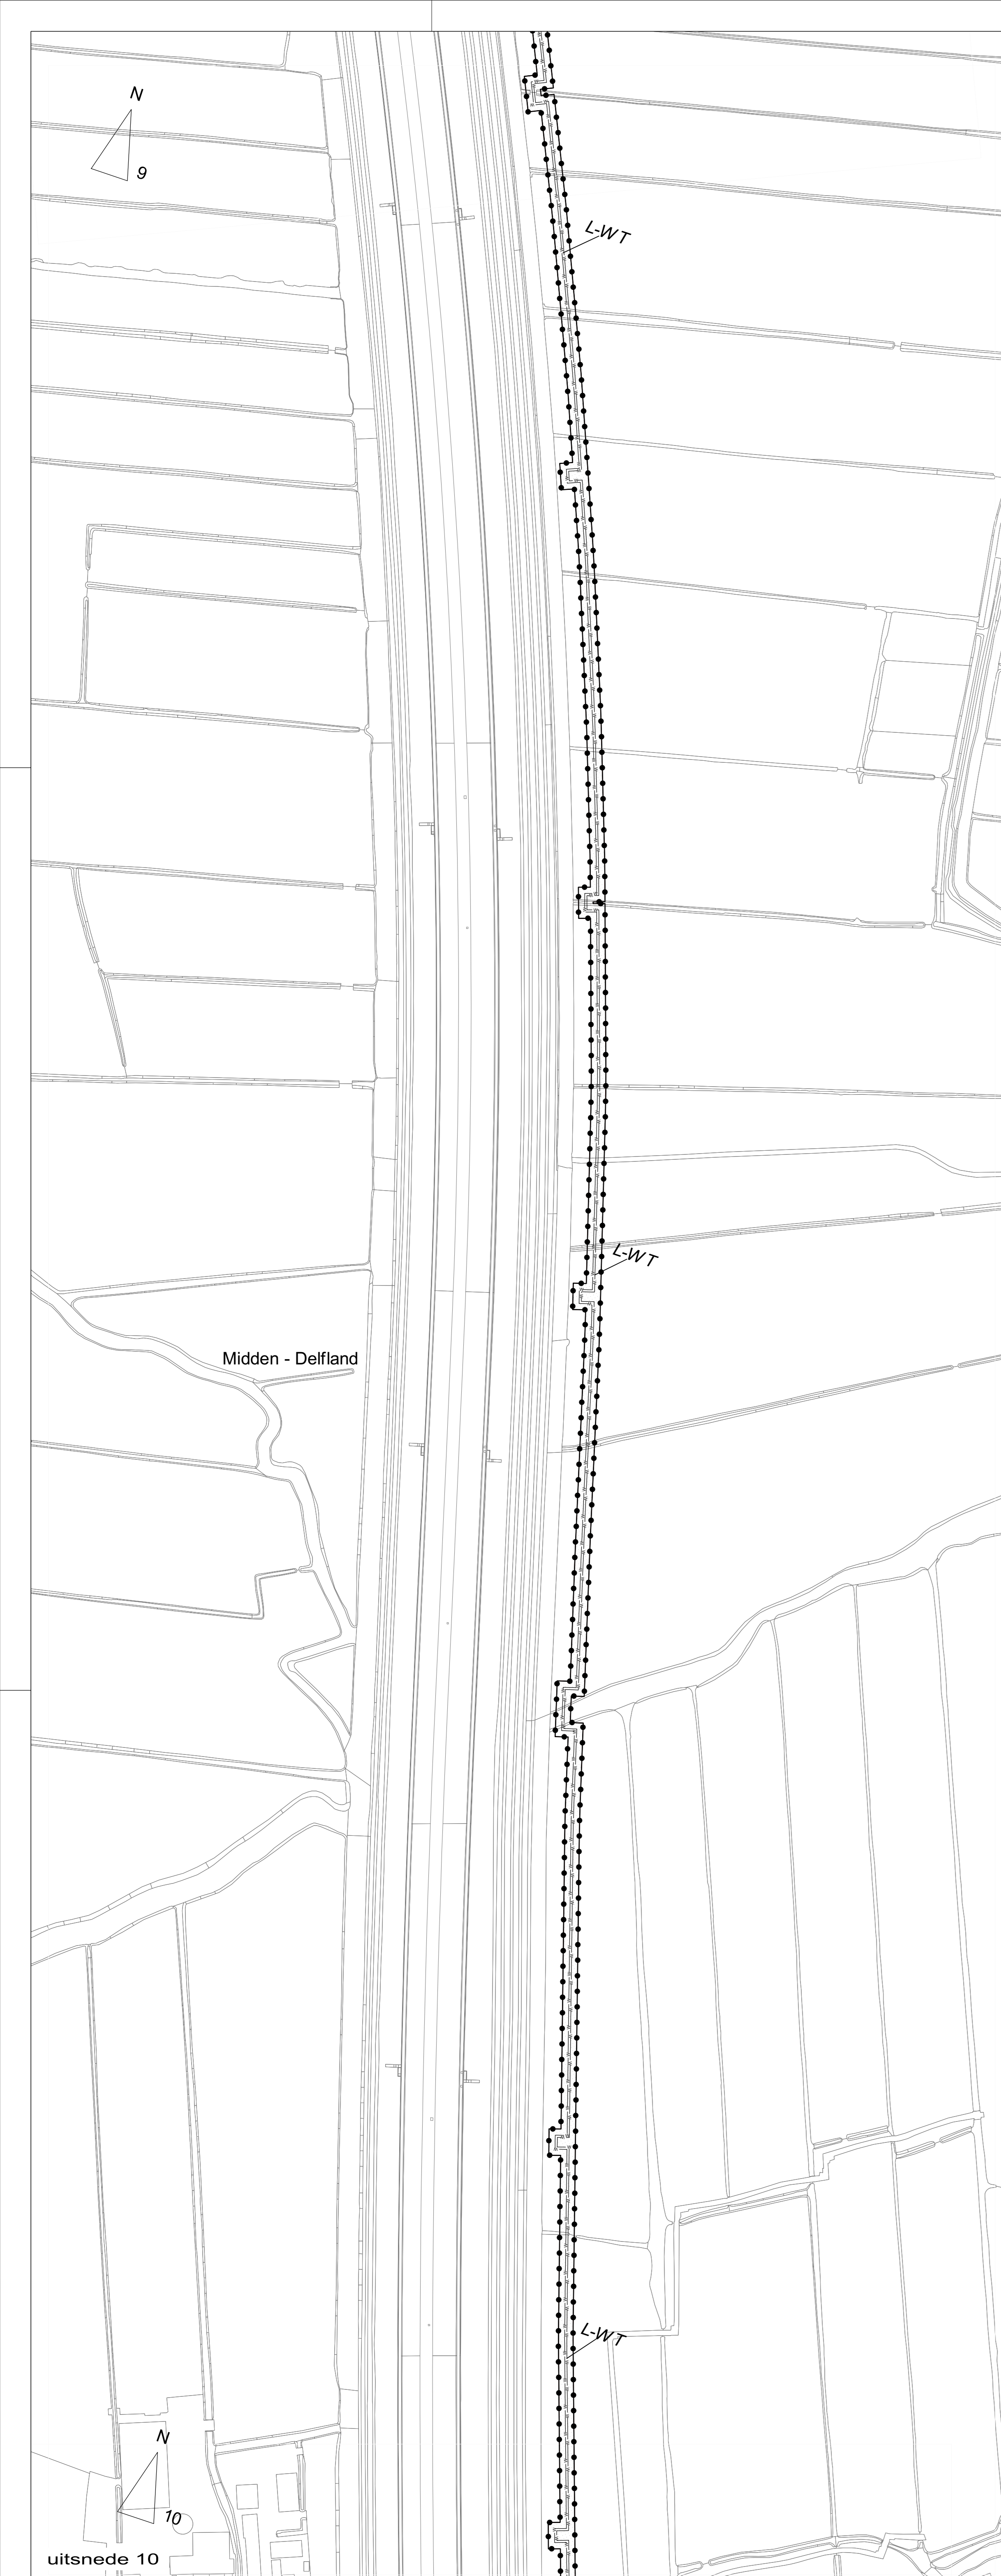 N
9
L-WT
L-WT
Midden - Delfland
L-WT
N
10
uitsnede 10